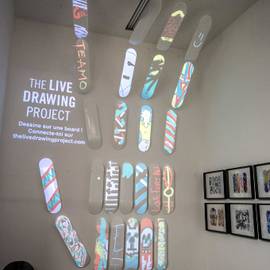 THE LIVE
DRAWING
PROJECT
Dessine sur une board !
Connecte-toi sur
thelivedrawingproject.com
TEAMO